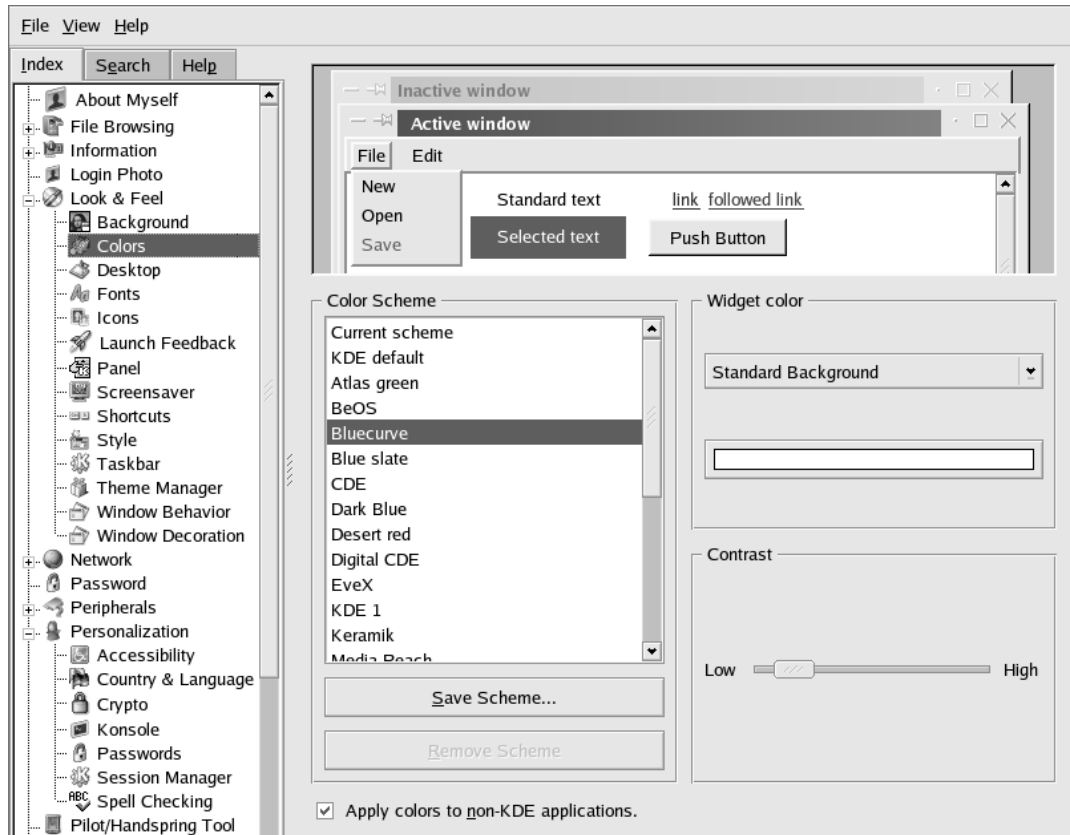 File View Help
Index Search Help
About Myself
File Browsing
Information
Login Photo
Look & Feel
Background
Colors
Desktop
Fonts
Icons
Launch Feedback
Panel
Screensaver
Shortcuts
Style
Taskbar
Theme Manager
Window Behavior
Window Decoration
Network
Password
Peripherals
Personalization
Accessibility
Country & Language
Crypto
Konsole
Passwords
Session Manager
ABC Spell Checking
Pilot/Handspring Tool
Inactive window
Active window
File Edit
New
Open
Save
Standard text link followed link
Selected text Push Button
Color Scheme
Current scheme
KDE default
Atlas green
BeOS
Bluecurve
Blue slate
CDE
Dark Blue
Desert red
Digital CDE
EveX
KDE 1
Keramik
Media Peach
Save Scheme...
Remove Scheme
Widget color
Standard Background
Contrast
Low High
Apply colors to non-KDE applications.